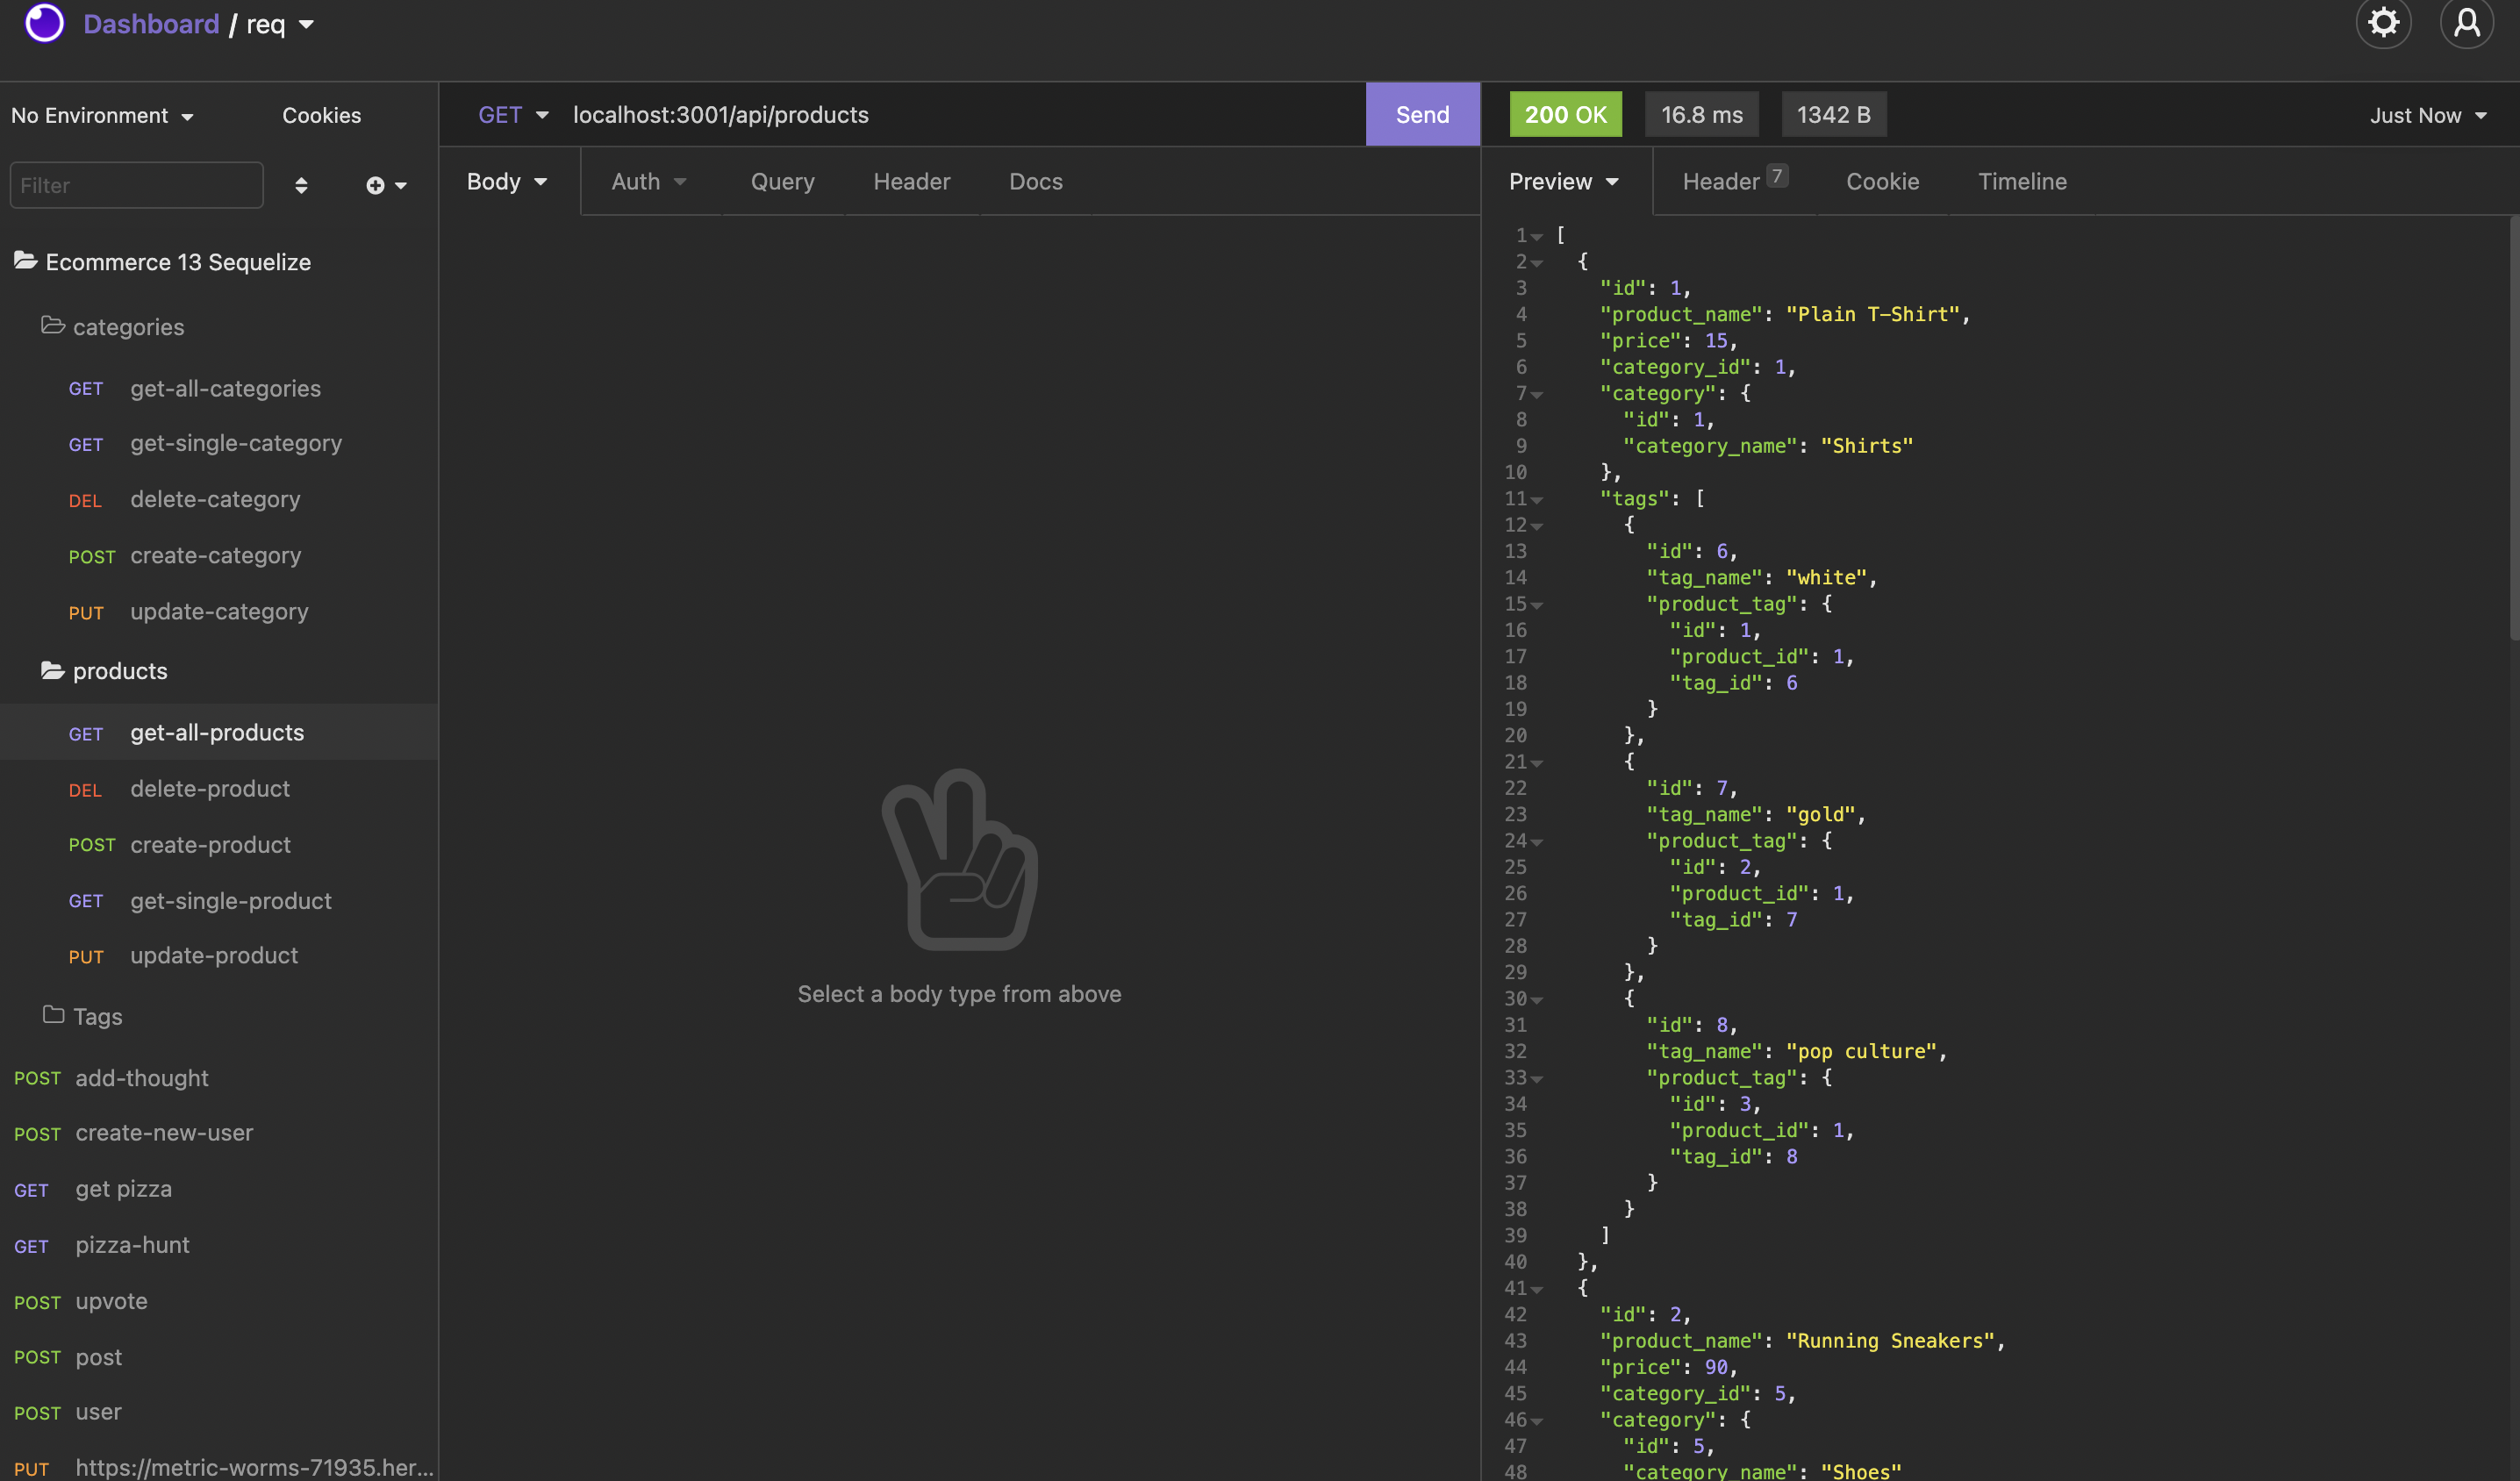 Dashboard / req
No Environment
Cookies
Filter
Ecommerce 13 Sequelize
categories
GET get-all-categories
GET get-single-category
DEL delete-category
POST create-category
PUT update-category
products
GET get-all-products
DEL delete-product
POST create-product
GET get-single-product
PUT update-product
Tags
POST add-thought
POST create-new-user
GET get pizza
GET pizza-hunt
POST upvote
POST post
POST user
PUT https://metric-worms-71935.her...
GET localhost:3001/api/products Send
Body Auth Query Header Docs
Select a body type from above
200 OK 16.8 ms 1342 B Just Now
Preview Header 7 Cookie Timeline
1 [
2 {
3 "id": 1,
4 "product_name": "Plain T-Shirt",
5 "price": 15,
6 "category_id": 1,
7 "category": {
8 "id": 1,
9 "category_name": "Shirts"
10 },
11 "tags": [
12 {
13 "id": 6,
14 "tag_name": "white",
15 "product_tag": {
16 "id": 1,
17 "product_id": 1,
18 "tag_id": 6
19 }
20 },
21 {
22 "id": 7,
23 "tag_name": "gold",
24 "product_tag": {
25 "id": 2,
26 "product_id": 1,
27 "tag_id": 7
28 }
29 },
30 {
31 "id": 8,
32 "tag_name": "pop culture",
33 "product_tag": {
34 "id": 3,
35 "product_id": 1,
36 "tag_id": 8
37 }
38 }
39 ]
40 },
41 {
42 "id": 2,
43 "product_name": "Running Sneakers",
44 "price": 90,
45 "category_id": 5,
46 "category": {
47 "id": 5,
48 "category_name": "Shoes"